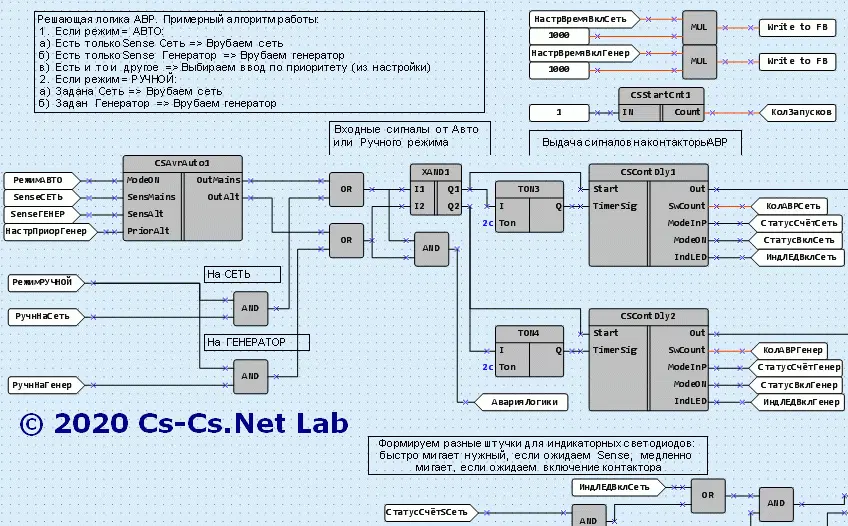 Решающая логика АВР. Примерный алгоритм работы:
1. Если режим = АВТО:
а) Есть только Sense Сеть => Врубаем сеть
б) Есть только Sense Генератор => Врубаем генератор
в) Есть и то и другое => Выбираем ввод по приоритету (из настройки)
2. Если режим = РУЧНОЙ:
а) Задана Сеть => Врубаем сеть
б) Задан Генератор => Врубаем генератор
НастрВремяВклСеть
1000
MUL
Write to FB
НастрВремяВклГенер
1000
MUL
Write to FB
CSStartCnt1
1
IN
Count
КолЗапусков
Входные сигналы от Авто
или Ручного режима
Выдача сигналов на контакторы АВР
CSAvrAuto1
РежимАВТО
ModeON
OutMains
SenseСЕТЬ
SensMains
OutAlt
SenseГЕНЕР
SensAlt
НастрПриорГенер
PriorAlt
OR
OR
XAND1
I1
Q1
I2
Q2
AND
TON3
I
Q
2с
Ton
CSContDly1
Start
Out
TimerSig
SwCount
КолАВРСеть
ModeInP
СтатусСчётСеть
ModeON
СтатусВклСеть
IndLED
ИндЛЕДВклСеть
На СЕТЬ
РежимРУЧНОЙ
РучнНаСеть
AND
На ГЕНЕРАТОР
РучнНаГенер
AND
TON4
I
Q
2с
Ton
CSContDly2
Start
Out
TimerSig
SwCount
КолАВРГенер
ModeInP
СтатусСчётГенер
ModeON
СтатусВклГенер
IndLED
ИндЛЕДВклГенер
АварияЛогики
© 2020 Cs-Cs.Net Lab
Формируем разные штучки для индикаторных светодиодов:
быстро мигает нужный, если ожидаем Sense, медленно
мигает, если ожидаем включение контактора
ИндЛЕДВклСеть
OR
AND
СтатусСчётSСеть
AND